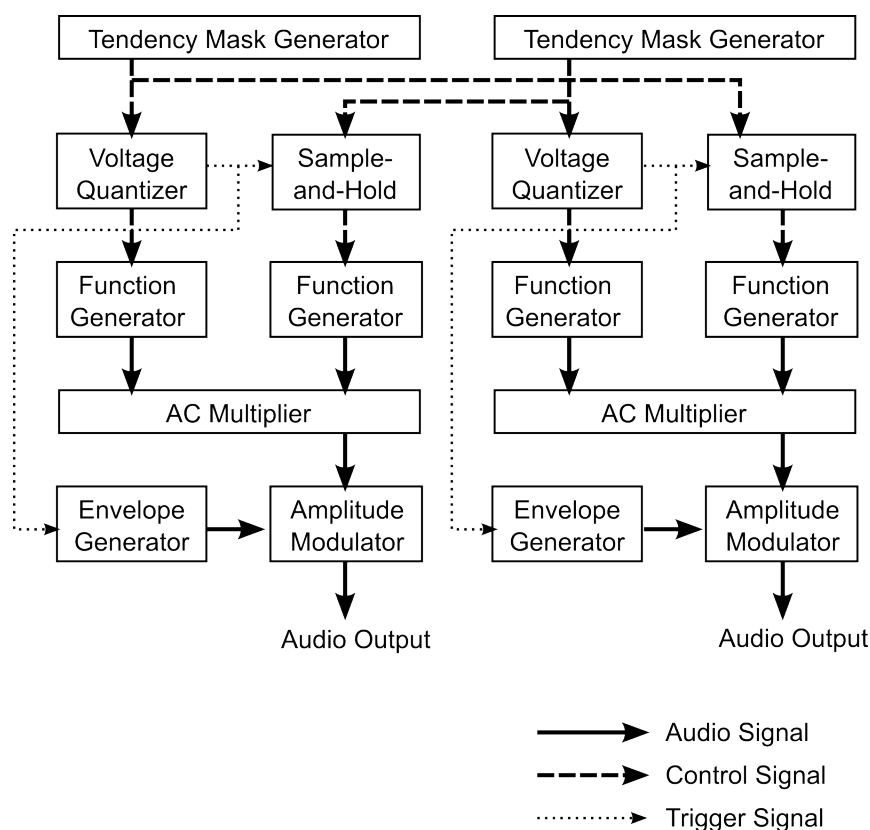 Tendency Mask Generator
Tendency Mask Generator
Voltage
Quantizer
Sample-
and-Hold
Voltage
Quantizer
Sample-
and-Hold
Function
Generator
Function
Generator
Function
Generator
Function
Generator
AC Multiplier
AC Multiplier
Envelope
Generator
Amplitude
Modulator
Envelope
Generator
Amplitude
Modulator
Audio Output
Audio Output
Audio Signal
Control Signal
Trigger Signal